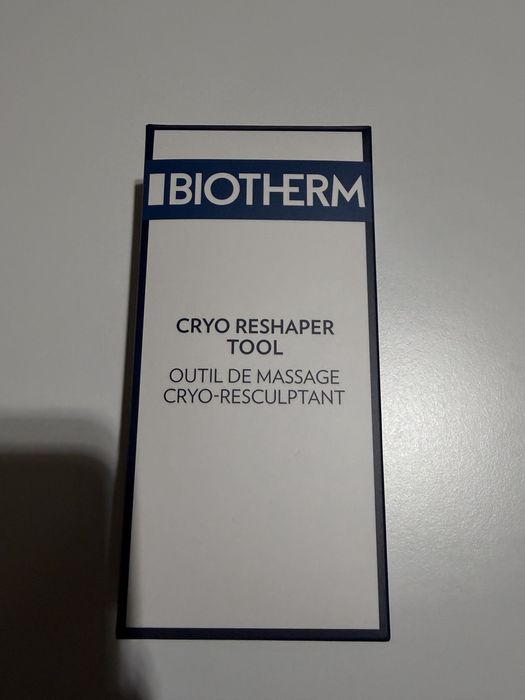 BIOTHERM
CRYO RESHAPER
TOOL
OUTIL DE MASSAGE
CRYO-RESCULPTANT